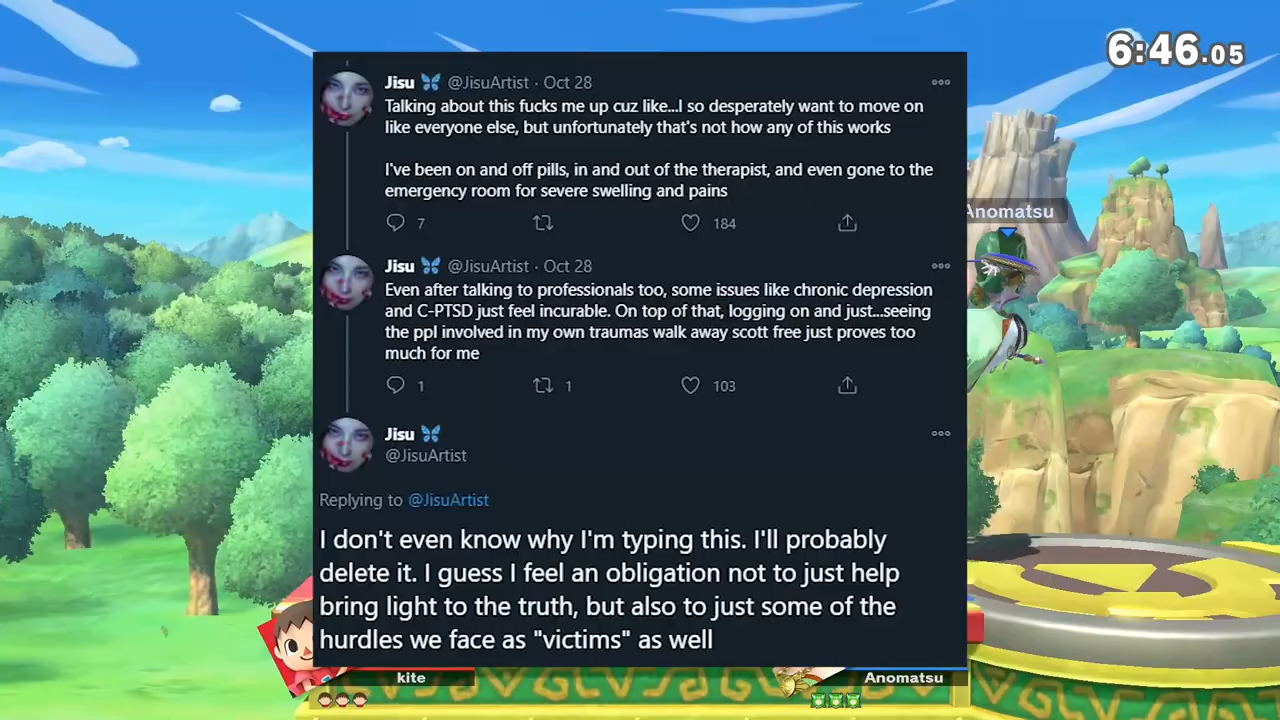 6:46.05
Jisu @JisuArtist · Oct 28
Talking about this fucks me up cuz like...I so desperately want to move on
like everyone else, but unfortunately that's not how any of this works
I've been on and off pills, in and out of the therapist, and even gone to the
emergency room for severe swelling and pains
7 184
Anomatsu
Jisu @JisuArtist · Oct 28
Even after talking to professionals too, some issues like chronic depression
and C-PTSD just feel incurable. On top of that, logging on and just...seeing
the ppl involved in my own traumas walk away scott free just proves too
much for me
1 1 103
Jisu
@JisuArtist
Replying to @JisuArtist
I don't even know why I'm typing this. I'll probably
delete it. I guess I feel an obligation not to just help
bring light to the truth, but also to just some of the
hurdles we face as "victims" as well
kite
Anomatsu